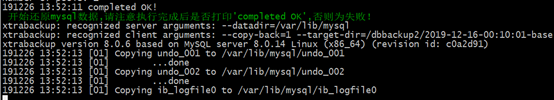 191226 13:52:11 completed OK!
开始还原mysql数据,请注意执行完成后是否打印'completed OK',否则为失败!
xtrabackup: recognized server arguments: --datadir=/var/lib/mysql
xtrabackup: recognized client arguments: --copy-back=1 --target-dir=/dbbackup2/2019-12-16-00:10:01-base
xtrabackup version 8.0.6 based on MySQL server 8.0.14 Linux (x86_64) (revision id: c0a2d91)
191226 13:52:13 [01] Copying undo_001 to /var/lib/mysql/undo_001
191226 13:52:13 [01]        ...done
191226 13:52:13 [01] Copying undo_002 to /var/lib/mysql/undo_002
191226 13:52:13 [01]        ...done
191226 13:52:13 [01] Copying ib_logfile0 to /var/lib/mysql/ib_logfile0